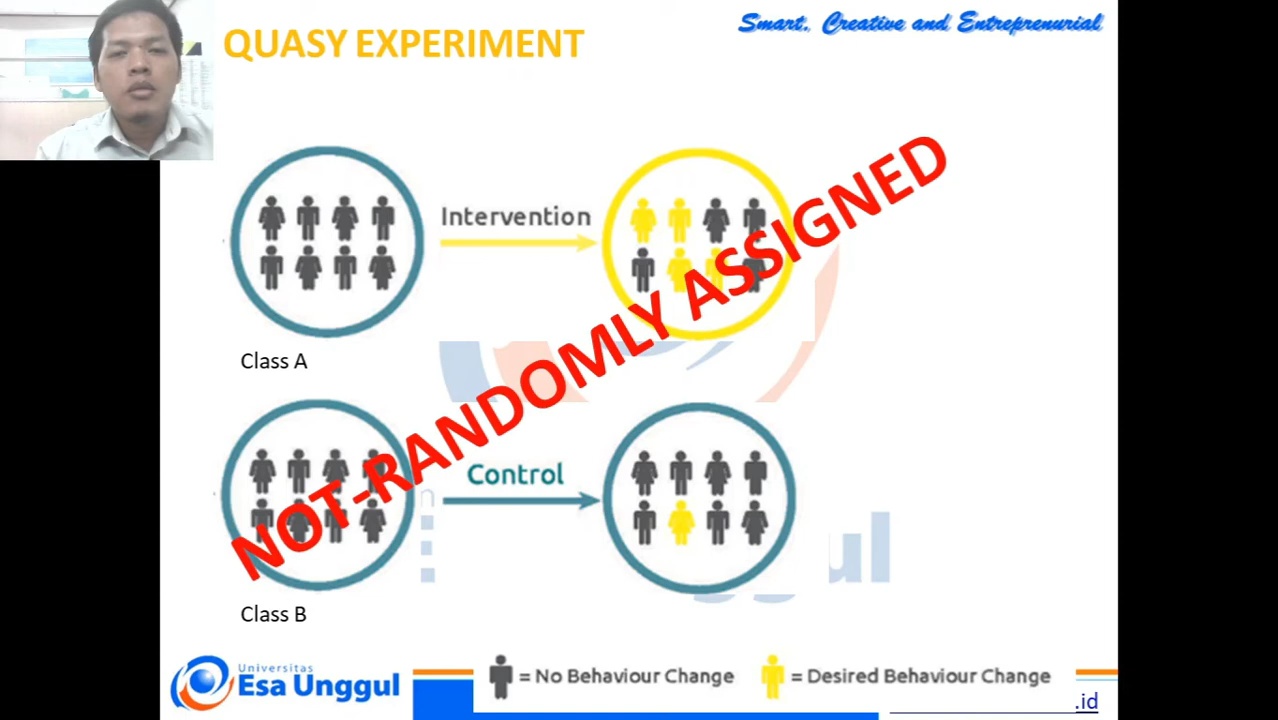 Smart, Creative and Entreprenurial
QUASY EXPERIMENT
Intervention
NOT-RANDOMLY ASSIGNED
Class A
Control
Class B
Universitas
Esa Unggul
= No Behaviour Change
= Desired Behaviour Change
.id